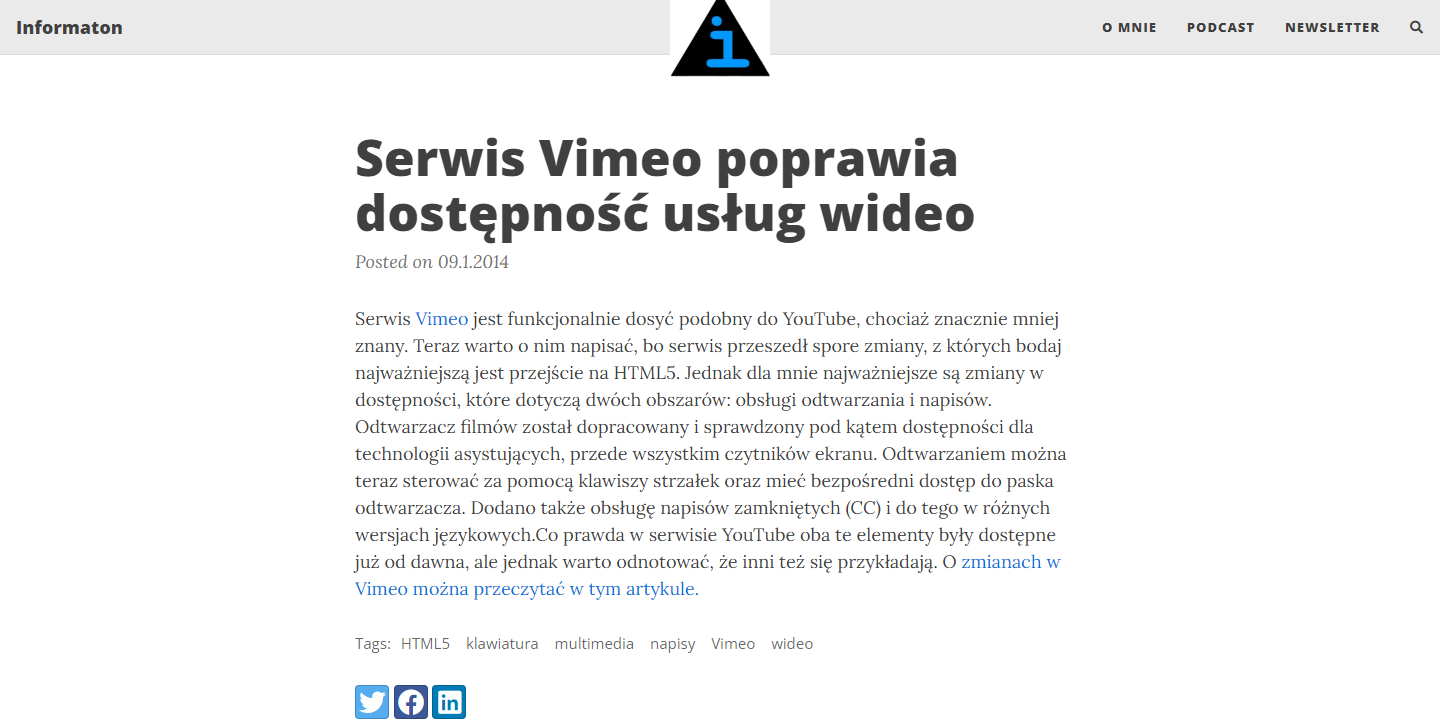 Informaton
i
O MNIE
PODCAST
NEWSLETTER
Serwis Vimeo poprawia
dostępność usług wideo
Posted on 09.1.2014
Serwis Vimeo jest funkcjonalnie dosyć podobny do YouTube, chociaż znacznie mniej
znany. Teraz warto o nim napisać, bo serwis przeszedł spore zmiany, z których bodaj
najważniejszą jest przejście na HTML5. Jednak dla mnie najważniejsze są zmiany w
dostępności, które dotyczą dwóch obszarów: obsługi odtwarzania i napisów.
Odtwarzacz filmów został dopracowany i sprawdzony pod kątem dostępności dla
technologii asystujących, przede wszystkim czytników ekranu. Odtwarzaniem można
teraz sterować za pomocą klawiszy strzałek oraz mieć bezpośredni dostęp do paska
odtwarzacza. Dodano także obsługę napisów zamkniętych (CC) i do tego w różnych
wersjach językowych.Co prawda w serwisie YouTube oba te elementy były dostępne
już od dawna, ale jednak warto odnotować, że inni też się przykładają. O zmianach w
Vimeo można przeczytać w tym artykule.
Tags: HTML5 klawiatura multimedia napisy Vimeo wideo
in